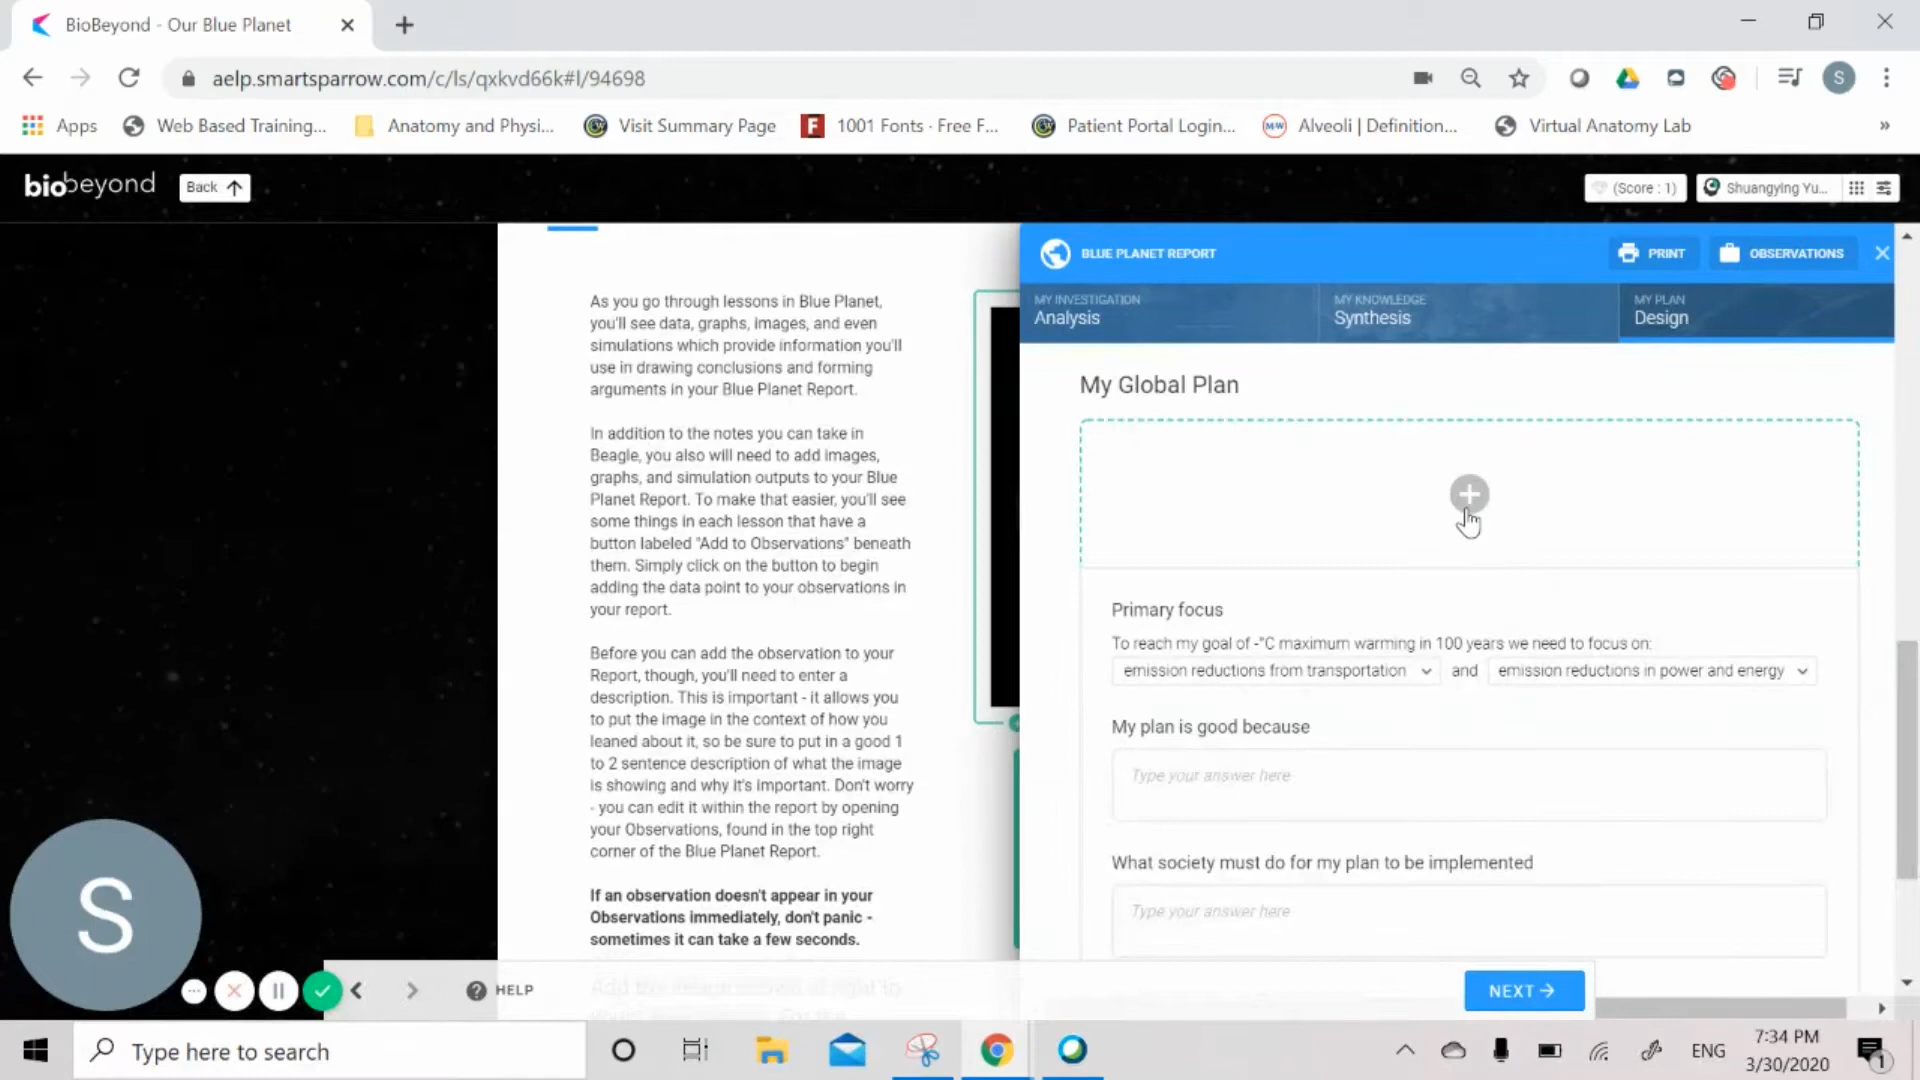 BioBeyond - Our Blue Planet
aelp.smartsparrow.com/c/ls/qxkvd66k#l/94698
S
Apps
Web Based Training...
Anatomy and Physi...
Visit Summary Page
F
1001 Fonts - Free F...
Patient Portal Login...
M-W
Alveoli | Definition...
Virtual Anatomy Lab
»
biobeyond
Back
(Score : 1)
Shuangying Yu...
As you go through lessons in Blue Planet,
you'll see data, graphs, images, and even
simulations which provide information you'll
use in drawing conclusions and forming
arguments in your Blue Planet Report.
In addition to the notes you can take in
Beagle, you also will need to add images,
graphs, and simulation outputs to your Blue
Planet Report. To make that easier, you'll see
some things in each lesson that have a
button labeled "Add to Observations" beneath
them. Simply click on the button to begin
adding the data point to your observations in
your report.
Before you can add the observation to your
Report, though, you'll need to enter a
description. This is important - it allows you
to put the image in the context of how you
leaned about it, so be sure to put in a good 1
to 2 sentence description of what the image
is showing and why it's important. Don't worry
- you can edit it within the report by opening
your Observations, found in the top right
corner of the Blue Planet Report.
If an observation doesn't appear in your
Observations immediately, don't panic -
sometimes it can take a few seconds.
BLUE PLANET REPORT
PRINT
OBSERVATIONS
MY INVESTIGATION
Analysis
MY KNOWLEDGE
Synthesis
MY PLAN
Design
My Global Plan
Primary focus
To reach my goal of -°C maximum warming in 100 years we need to focus on:
emission reductions from transportation and emission reductions in power and energy
My plan is good because
Type your answer here
What society must do for my plan to be implemented
Type your answer here
S
HELP
NEXT
Type here to search
ENG
7:34 PM
3/30/2020
1